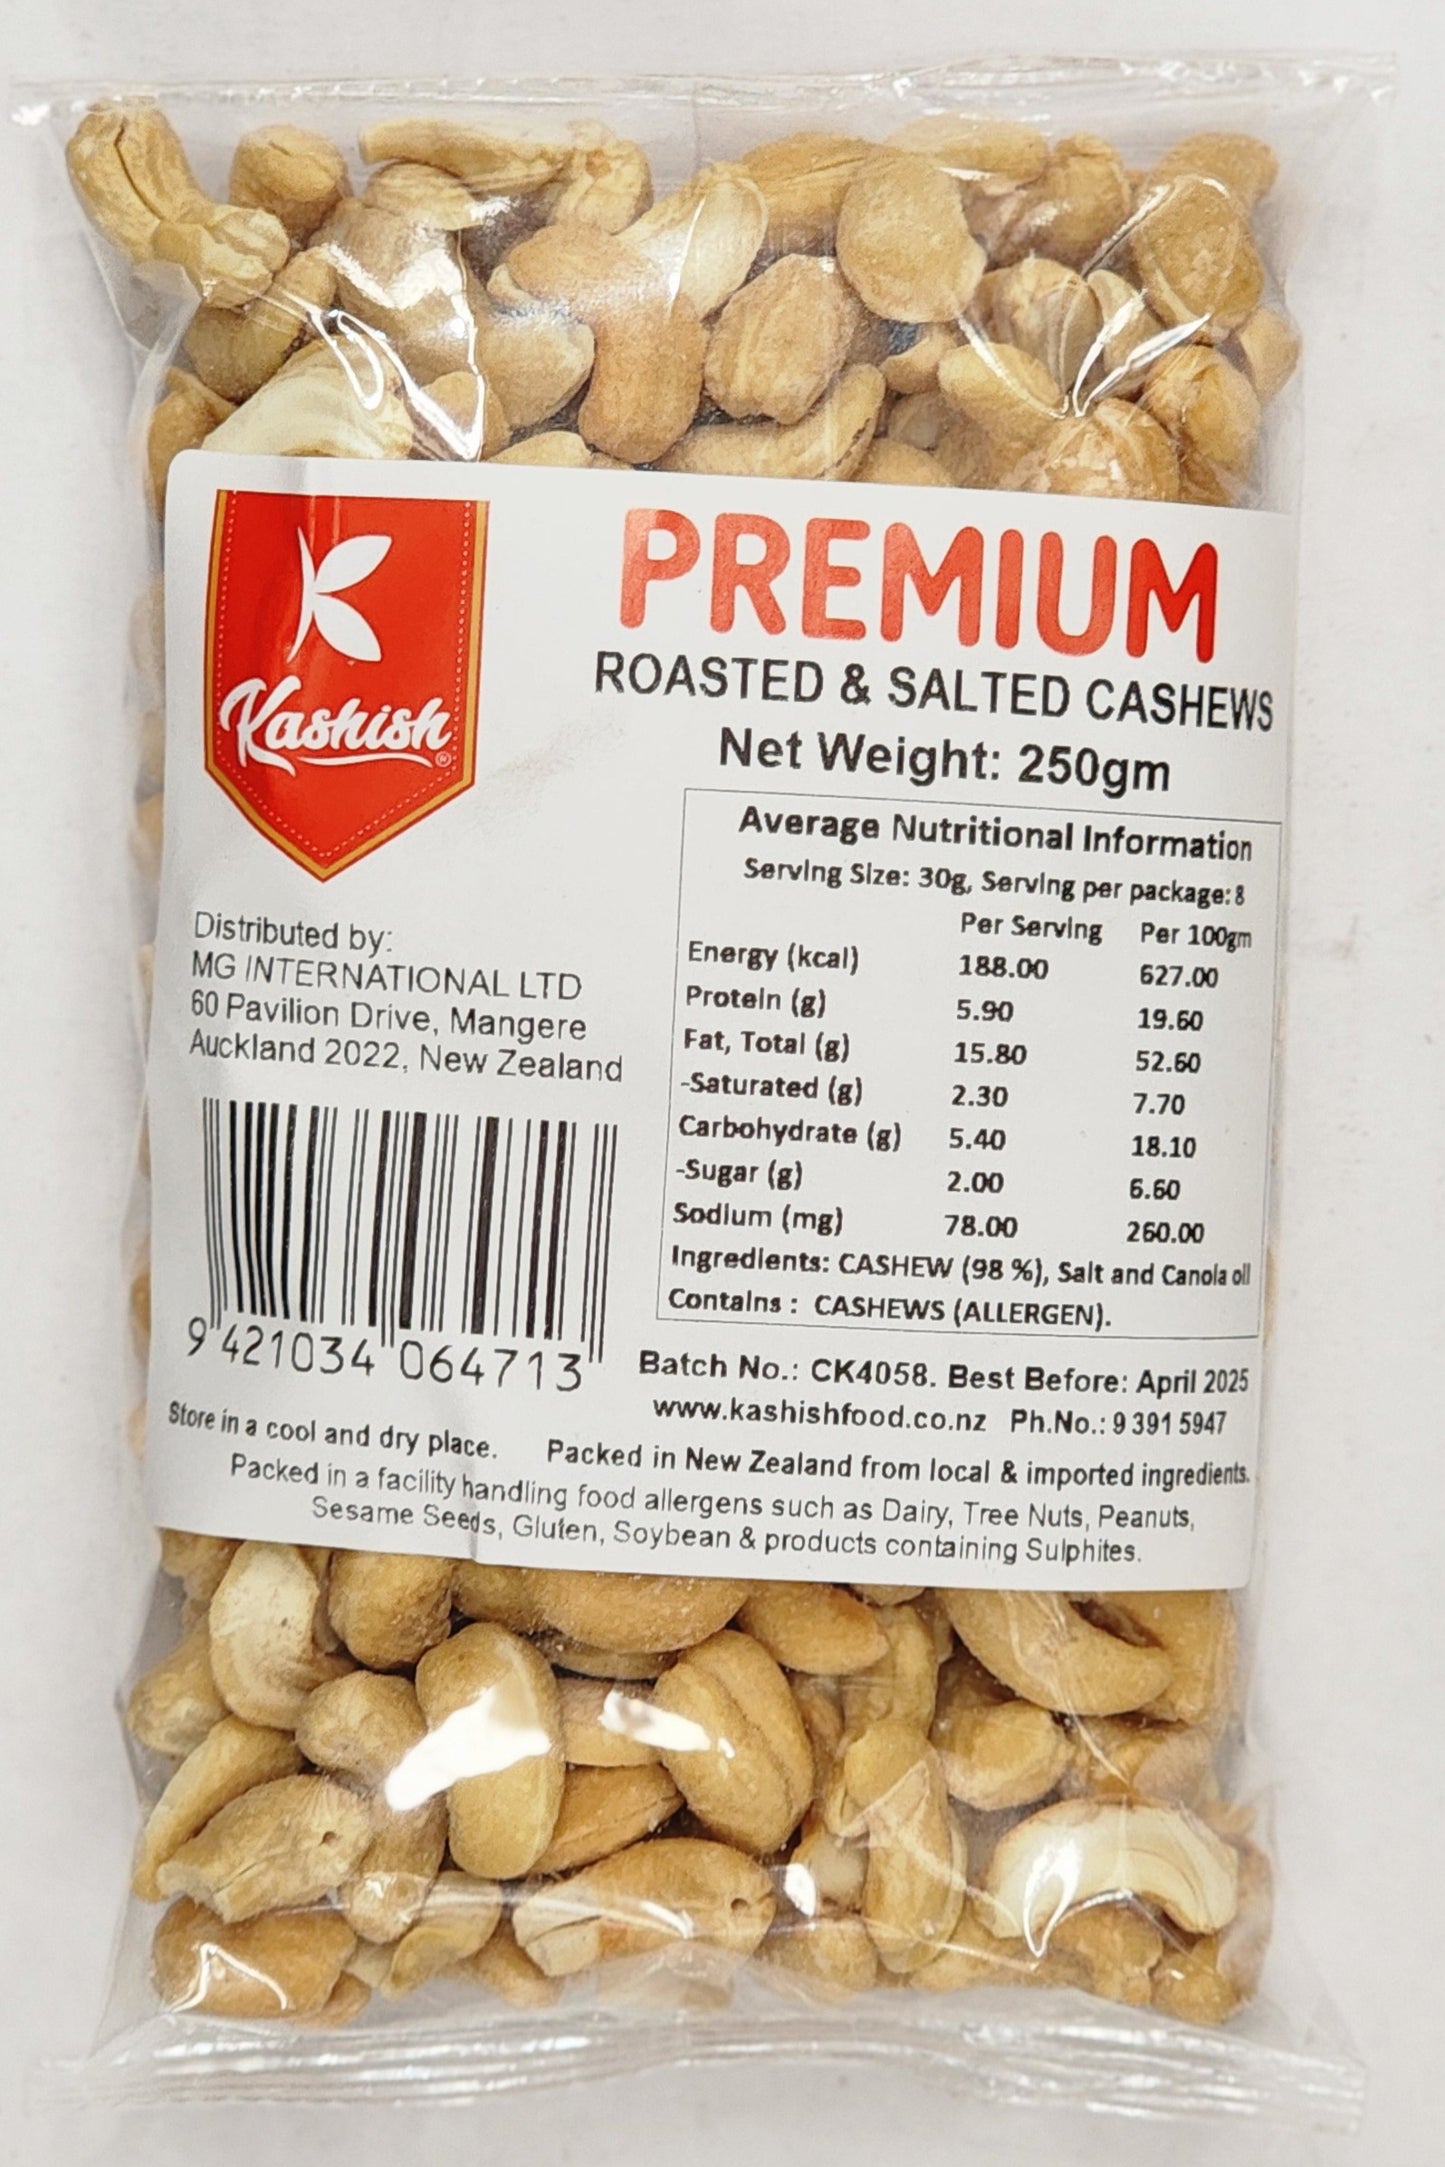 Kashish®
PREMIUM
ROASTED & SALTED CASHEWS
Net Weight: 250gm
Average Nutritional Information
Serving Size: 30g, Serving per package: 8
Per Serving Per 100gm
Energy (kcal) 188.00 627.00
Protein (g) 5.90 19.60
Fat, Total (g) 15.80 52.60
-Saturated (g) 2.30 7.70
Carbohydrate (g) 5.40 18.10
-Sugar (g) 2.00 6.60
Sodium (mg) 78.00 260.00
Ingredients: CASHEW (98 %), Salt and Canola oil
Contains : CASHEWS (ALLERGEN).
Distributed by:
MG INTERNATIONAL LTD
60 Pavilion Drive, Mangere
Auckland 2022, New Zealand
9 421034 064713
Batch No.: CK4058. Best Before: April 2025
www.kashishfood.co.nz Ph.No.: 9 391 5947
Store in a cool and dry place. Packed in New Zealand from local & imported ingredients.
Packed in a facility handling food allergens such as Dairy, Tree Nuts, Peanuts,
Sesame Seeds, Gluten, Soybean & products containing Sulphites.